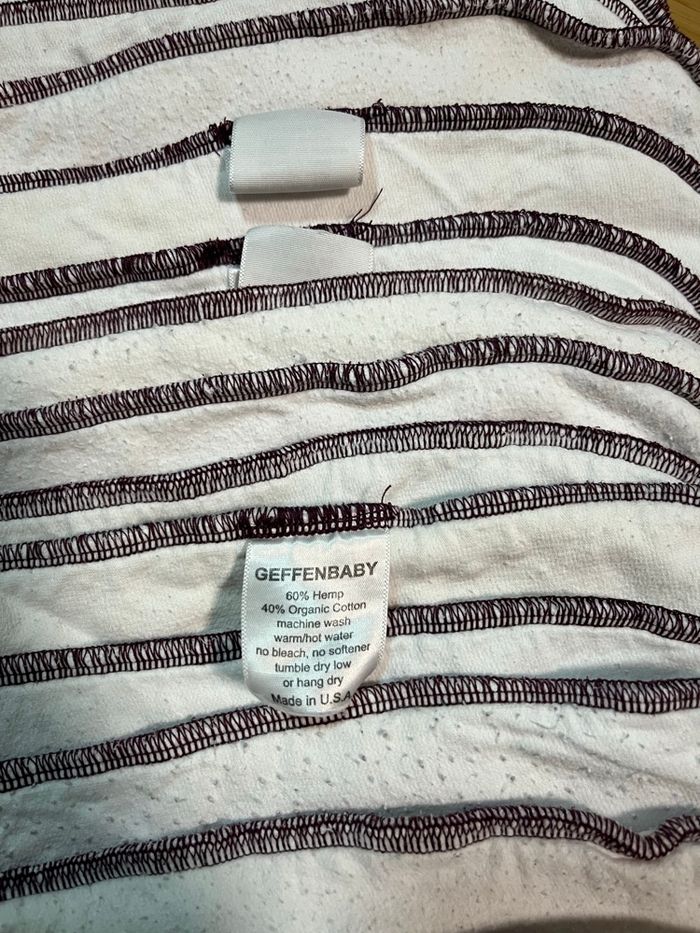 GEFFENBABY
60% Hemp
40% Organic Cotton
machine wash
warm/hot water
no bleach, no softener
tumble dry low
or hang dry
Made in U.S.A